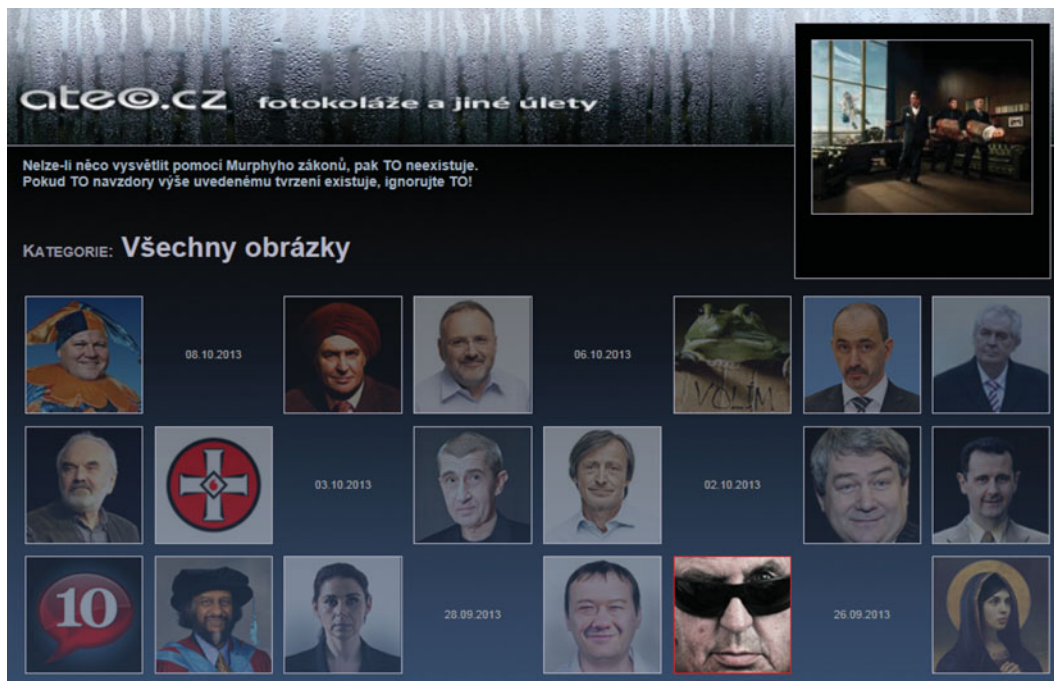 ateo.cz fotokoláže a jiné úlety
Nelze-li něco vysvětlit pomocí Murphyho zákonů, pak TO neexistuje.
Pokud TO navzdory výše uvedenému tvrzení existuje, ignorujte TO!
Kategorie: Všechny obrázky
08.10.2013
06.10.2013
VOLÍM
03.10.2013
02.10.2013
10
28.09.2013
26.09.2013